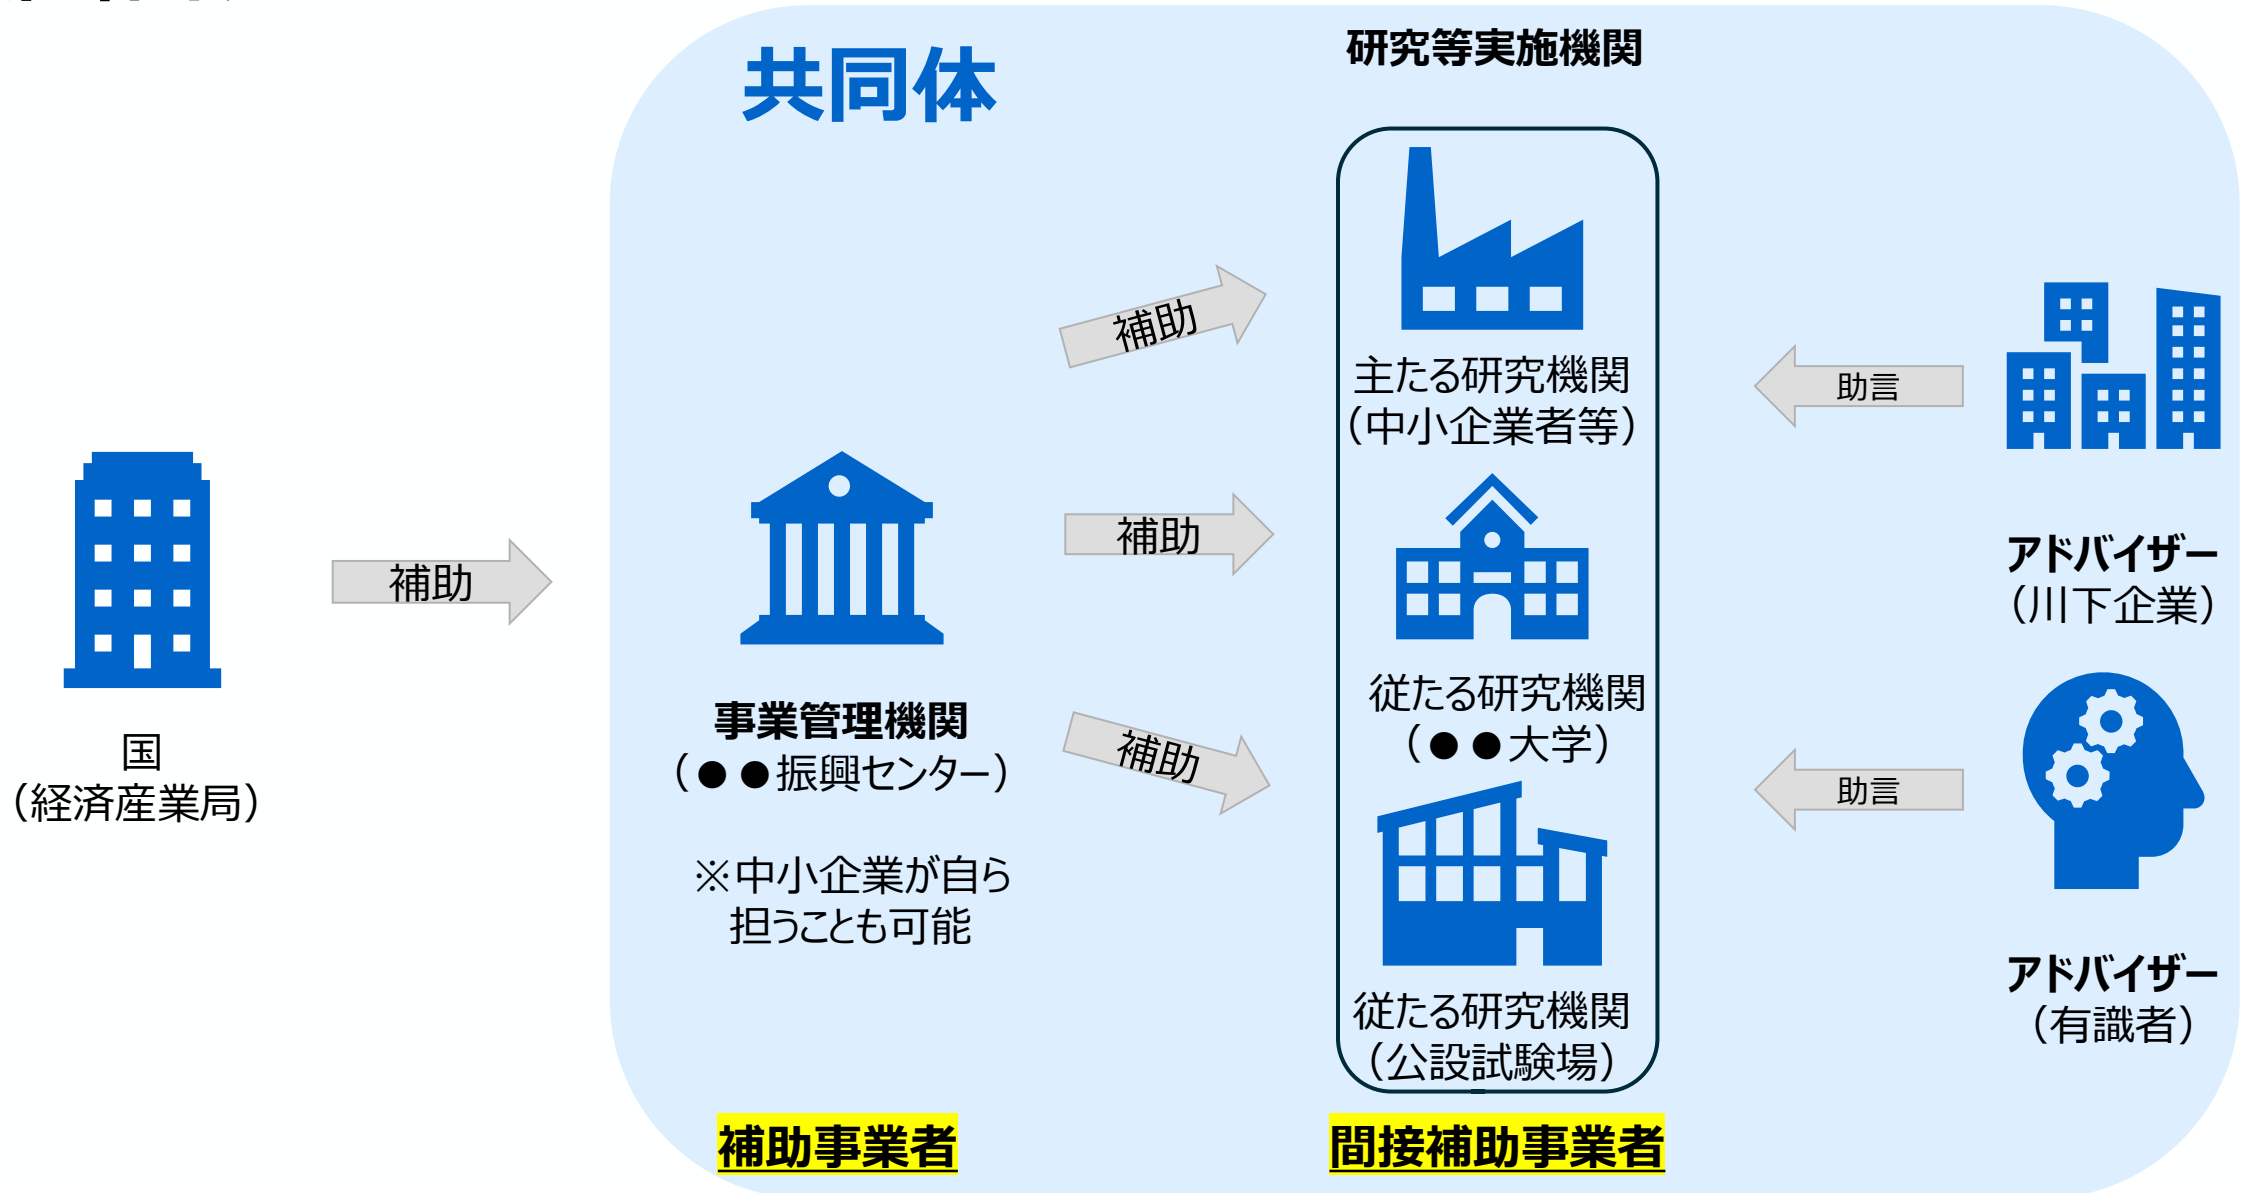 共同体
研究等実施機関
補助
主たる研究機関
（中小企業者等）
助言
補助
補助
アドバイザー
（川下企業）
国
（経済産業局）
事業管理機関
（●●振興センター）
補助
従たる研究機関
（●●大学）
助言
※中小企業が自ら
担うことも可能
アドバイザー
（有識者）
従たる研究機関
（公設試験場）
補助事業者
間接補助事業者